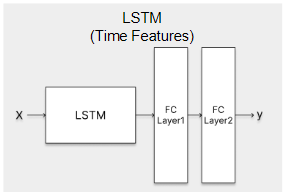 LSTM
(Time Features)
X
LSTM
FC
Layer1
FC
Layer2
y